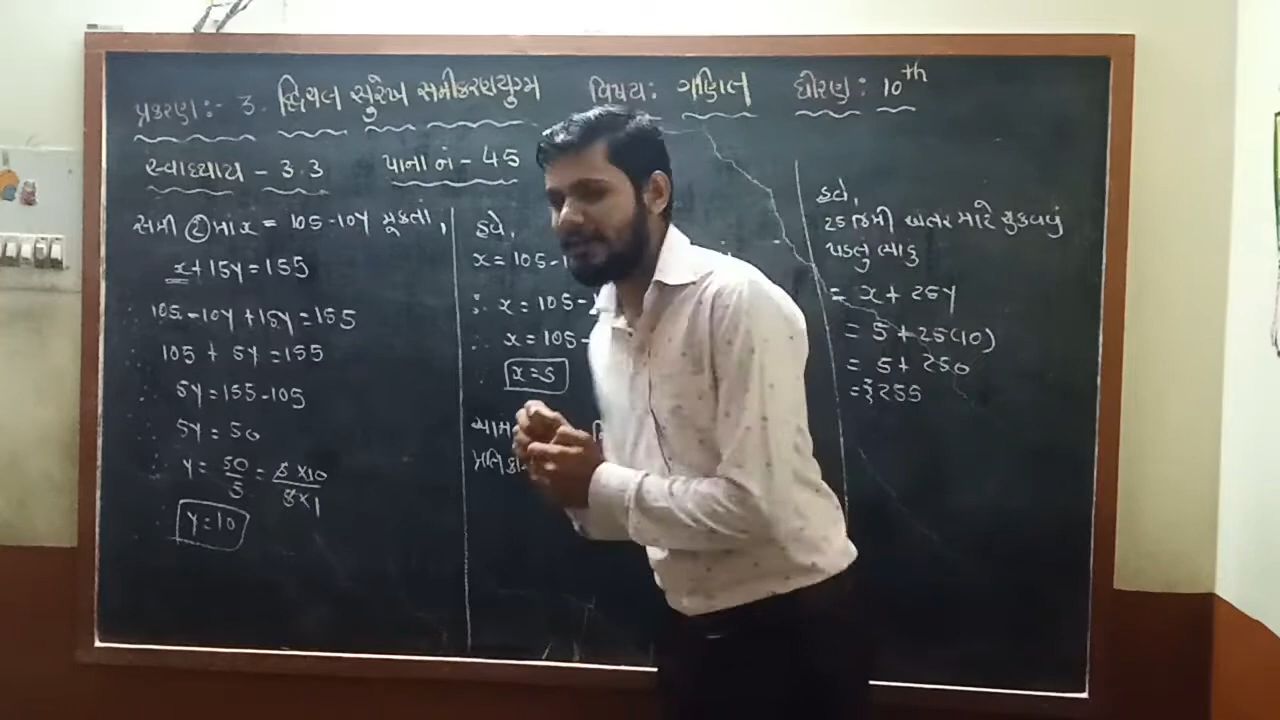 પ્રકરણ:- 3. દ્વિચલ સુરેખ સમીકરણયુગ્મ વિષય: ગણિત ધોરણ: 10th
સ્વાધ્યાય - 3.3 પાના નં - 45
સમી ② માં x = 105-10y મૂકતાં,
x+15y=155
∴ 105-10y+15y=155
∴ 105 + 5y =155
∴ 5y=155-105
∴ 5y = 50
∴ y = 50/5 = 5×10/5×1
∴ y=10
હવે,
x = 105-
∴ x = 105-
∴ x = 105-
∴ x=5
હવે,
25 કિમી અંતર માટે ચુકવવું
પડતું ભાડુ
= x + 25y
= 5 + 25(10)
= 5 + 250
= ₹255